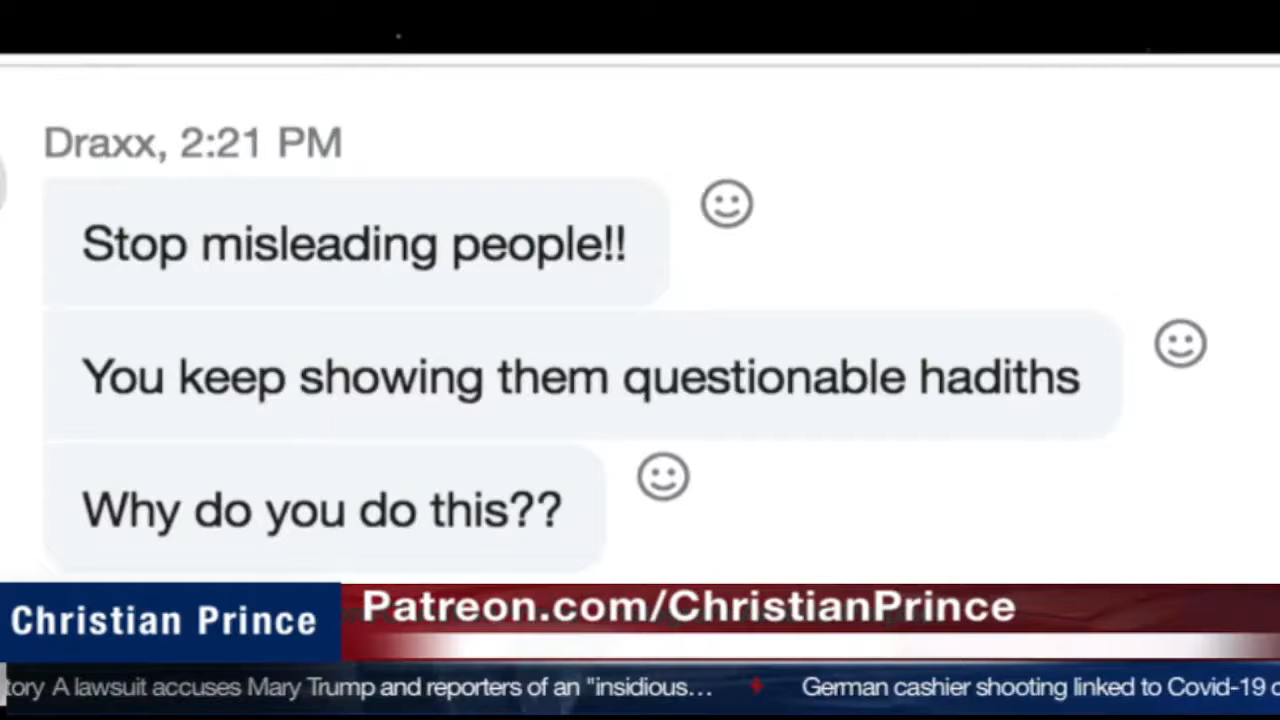 Draxx, 2:21 PM
Stop misleading people!!
You keep showing them questionable hadiths
Why do you do this??
Christian Prince
Patreon.com/ChristianPrince
tory A lawsuit accuses Mary Trump and reporters of an "insidious... German cashier shooting linked to Covid-19